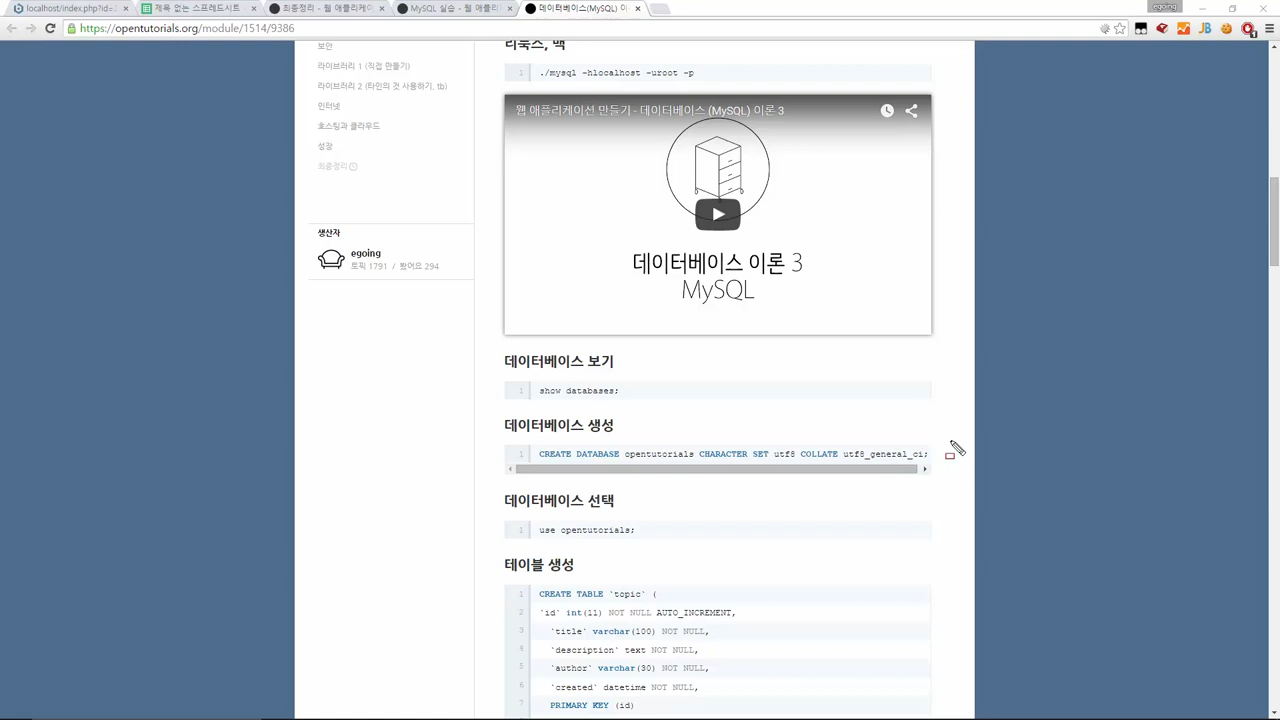 localhost/index.php?id=
제목 없는 스프레드시트
최종정리 - 웹 애플리케이
MySQL 실습 - 웹 애플리
데이터베이스(MySQL) 이
egoing
https://opentutorials.org/module/1514/9386
보안
라이브러리 1 (직접 만들기)
라이브러리 2 (타인의 것 사용하기, tb)
인터넷
호스팅과 클라우드
성장
최종정리
생산자
egoing
토픽 1791 / 봤어요 294
리눅스, 맥
1 ./mysql -hlocalhost -uroot -p
웹 애플리케이션 만들기 - 데이터베이스 (MySQL) 이론 3
데이터베이스 이론 3
MySQL
데이터베이스 보기
1 show databases;
데이터베이스 생성
1 CREATE DATABASE opentutorials CHARACTER SET utf8 COLLATE utf8_general_ci;
데이터베이스 선택
1 use opentutorials;
테이블 생성
1 CREATE TABLE `topic` (
2 `id` int(11) NOT NULL AUTO_INCREMENT,
3 `title` varchar(100) NOT NULL,
4 `description` text NOT NULL,
5 `author` varchar(30) NOT NULL,
6 `created` datetime NOT NULL,
7 PRIMARY KEY (id)